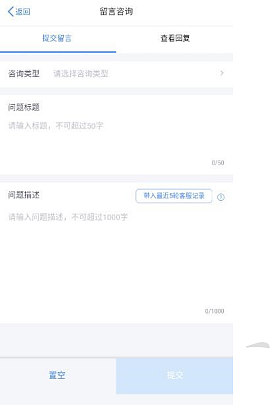 返回 留言咨询
提交留言 查看回复
咨询类型 请选择咨询类型
问题标题
请输入标题，不可超过50字
0/50
问题描述 带入最近5轮客服记录 ?
请输入问题描述，不可超过1000字
0/1000
置空 提交